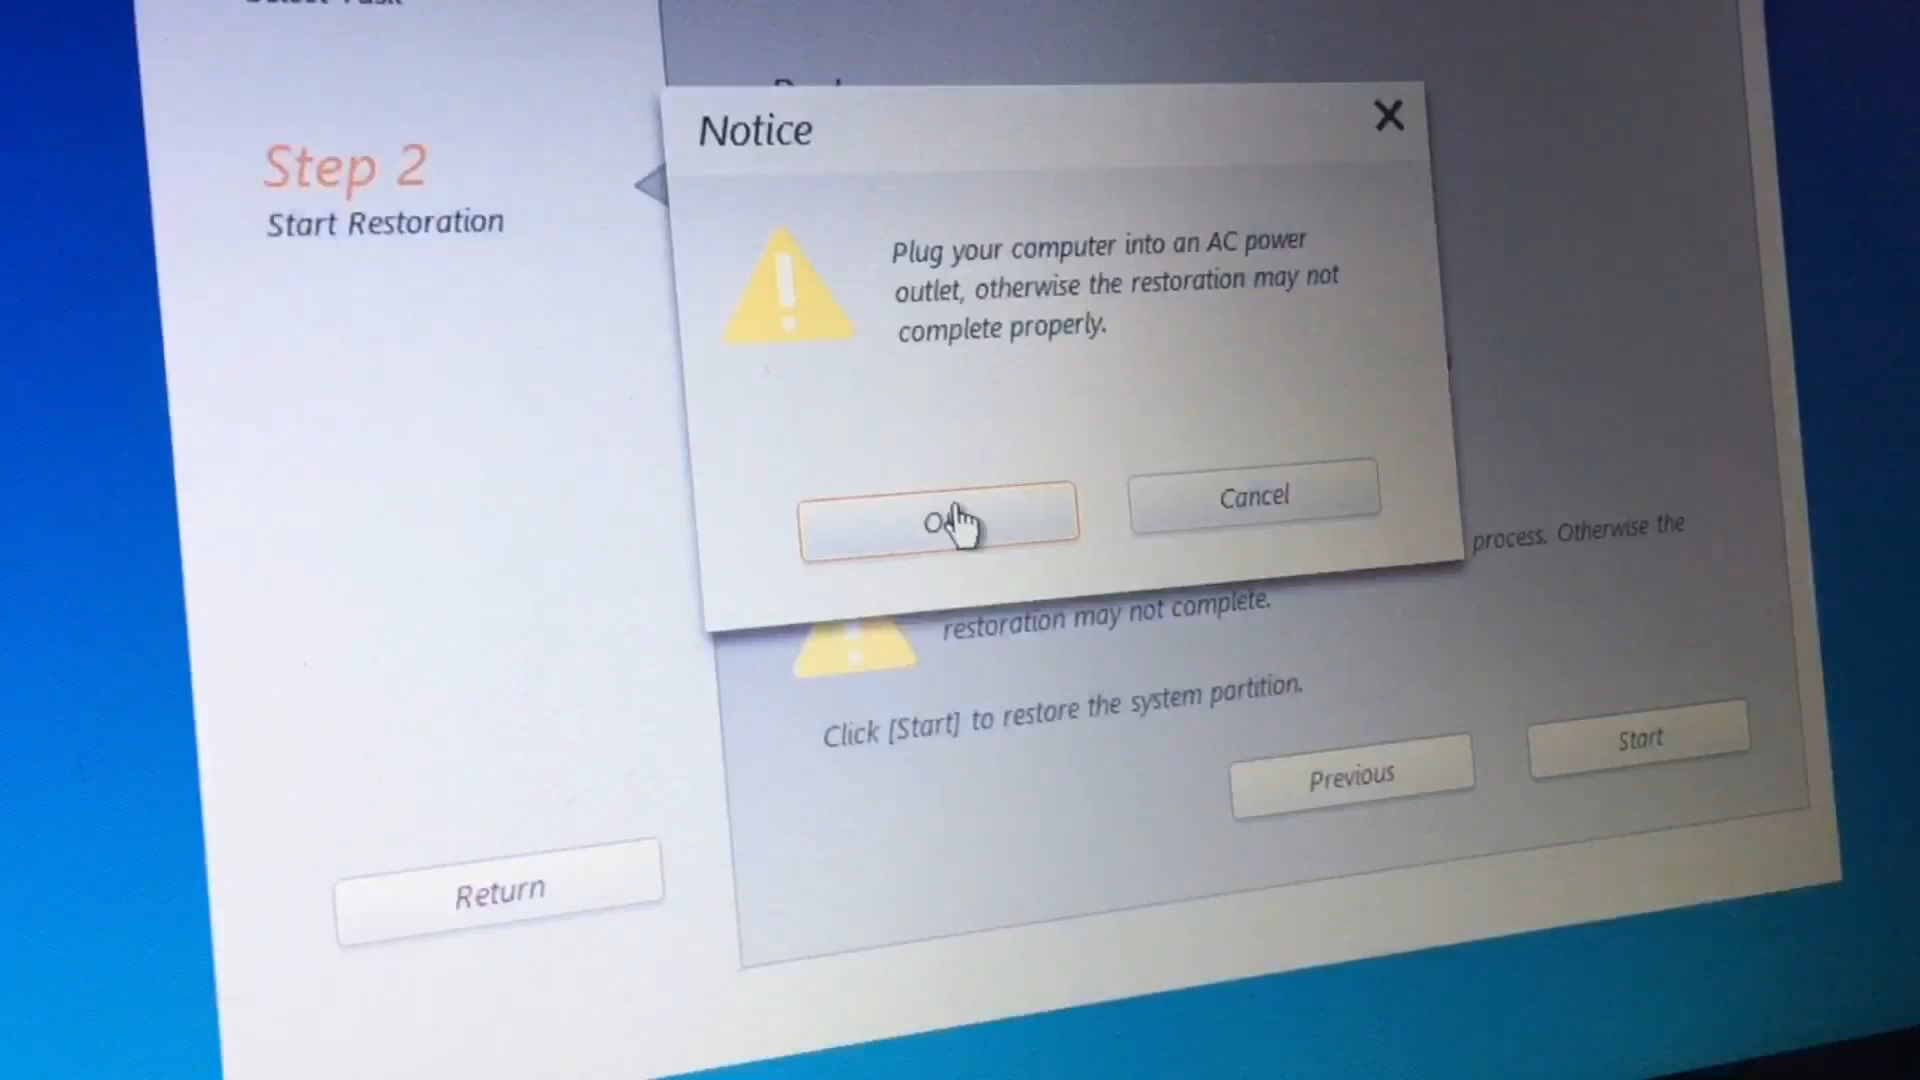 Step 2
Start Restoration
Notice
Plug your computer into an AC power
outlet, otherwise the restoration may not
complete properly.
Cancel
process. Otherwise the
restoration may not complete.
Click [Start] to restore the system partition.
Previous
Start
Return